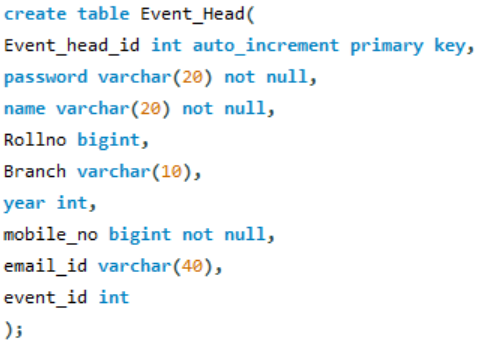 create table Event_Head(
Event_head_id int auto_increment primary key,
password varchar(20) not null,
name varchar(20) not null,
Rollno bigint,
Branch varchar(10),
year int,
mobile_no bigint not null,
email_id varchar(40),
event_id int
);